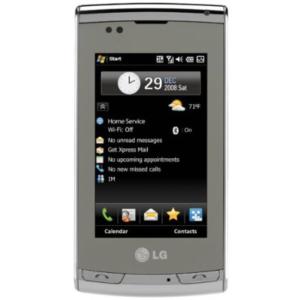 Start
29 DEC
2008 Sat
71°F
Home Service
Wi-Fi: Off : On
No unread messages
Get Xpress Mail
No upcoming appointments
No new missed calls
IM
Calendar Contacts
LG